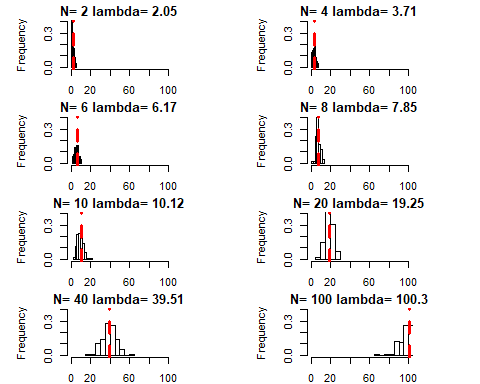 N= 2 lambda= 2.05
Frequency
0.0 0.3
0 20 60 100
N= 4 lambda= 3.71
Frequency
0.0 0.3
0 20 60 100
N= 6 lambda= 6.17
Frequency
0.0 0.3
0 20 60 100
N= 8 lambda= 7.85
Frequency
0.0 0.3
0 20 60 100
N= 10 lambda= 10.12
Frequency
0.0 0.3
0 20 60 100
N= 20 lambda= 19.25
Frequency
0.0 0.3
0 20 60 100
N= 40 lambda= 39.51
Frequency
0.0 0.3
0 20 60 100
N= 100 lambda= 100.3
Frequency
0.0 0.3
0 20 60 100